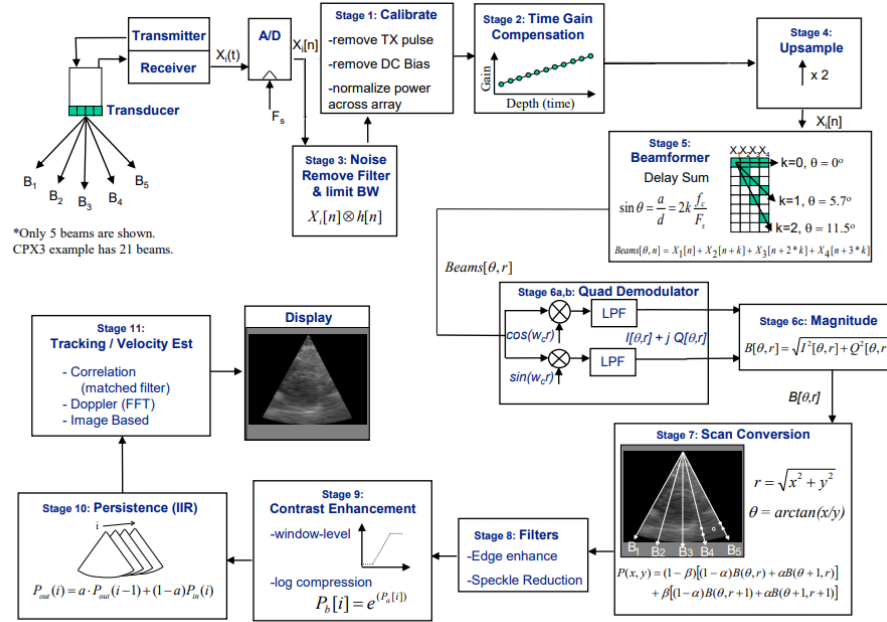 Transmitter
Receiver
Transducer
B1
B2
B3
B4
B5
*Only 5 beams are shown.
CPX3 example has 21 beams.
Xi(t)
A/D
Fs
Xi[n]
Stage 1: Calibrate
-remove TX pulse
-remove DC Bias
-normalize power
across array
Stage 2: Time Gain
Compensation
Gain
Depth (time)
Stage 3: Noise
Remove Filter
& limit BW
Xi[n]⊗h[n]
Stage 4:
Upsample
↑ x 2
Xi[n]
Stage 5:
Beamformer
Delay Sum
sin θ = a/d = 2k fc/Fs
X1 X2 X3 X4
k=0, θ = 0°
k=1, θ = 5.7°
k=2, θ = 11.5°
Beams[θ,n] = X1[n]+ X2[n+k]+ X3[n+2*k]+ X4[n+3*k]
Beams[θ,r]
Stage 6a,b: Quad Demodulator
cos(wcr)
LPF
sin(wcr)
LPF
I[θ,r] + j Q[θ,r]
Stage 6c: Magnitude
B[θ,r] = √I²[θ,r]+Q²[θ,r
B[θ,r]
Stage 7: Scan Conversion
B1
B2
B3
B4
B5
r = √x² + y²
θ = arctan(x/y)
P(x, y) = (1−β)[(1−α)B(θ,r) + αB(θ+1,r)]
+ β[(1−α)B(θ,r+1) + αB(θ+1,r+1)]
Stage 8: Filters
-Edge enhance
-Speckle Reduction
Stage 9:
Contrast Enhancement
-window-level
-log compression
Pb[i] = e^(Pa[i])
Stage 10: Persistence (IIR)
i
Pout(i) = a · Pout(i−1) + (1−a)Pin(i)
Stage 11:
Tracking / Velocity Est
- Correlation
(matched filter)
- Doppler (FFT)
- Image Based
Display